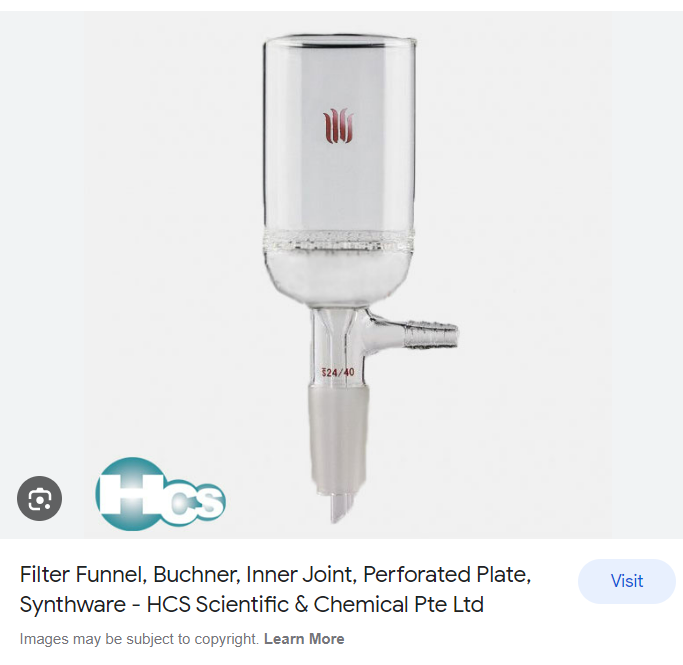 ⚗24/40
HCS
Filter Funnel, Buchner, Inner Joint, Perforated Plate,
Synthware - HCS Scientific & Chemical Pte Ltd
Visit
Images may be subject to copyright. Learn More